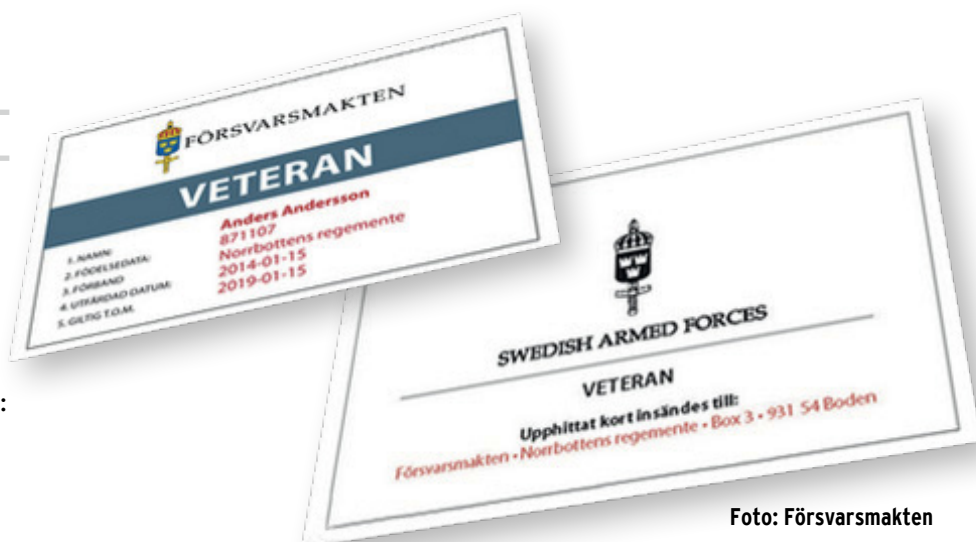 FÖRSVARSMAKTEN
VETERAN
1. NAMN: Anders Andersson
2. FÖDELSEDATA: 871107
3. FÖRBAND Norrbottens regemente
4. UTFÄRDAD DATUM: 2014-01-15
5. GILTIG T.O.M. 2019-01-15
SWEDISH ARMED FORCES
VETERAN
Upphittat kort insändes till:
Försvarsmakten • Norrbottens regemente • Box 3 • 931 54 Boden
:
Foto: Försvarsmakten